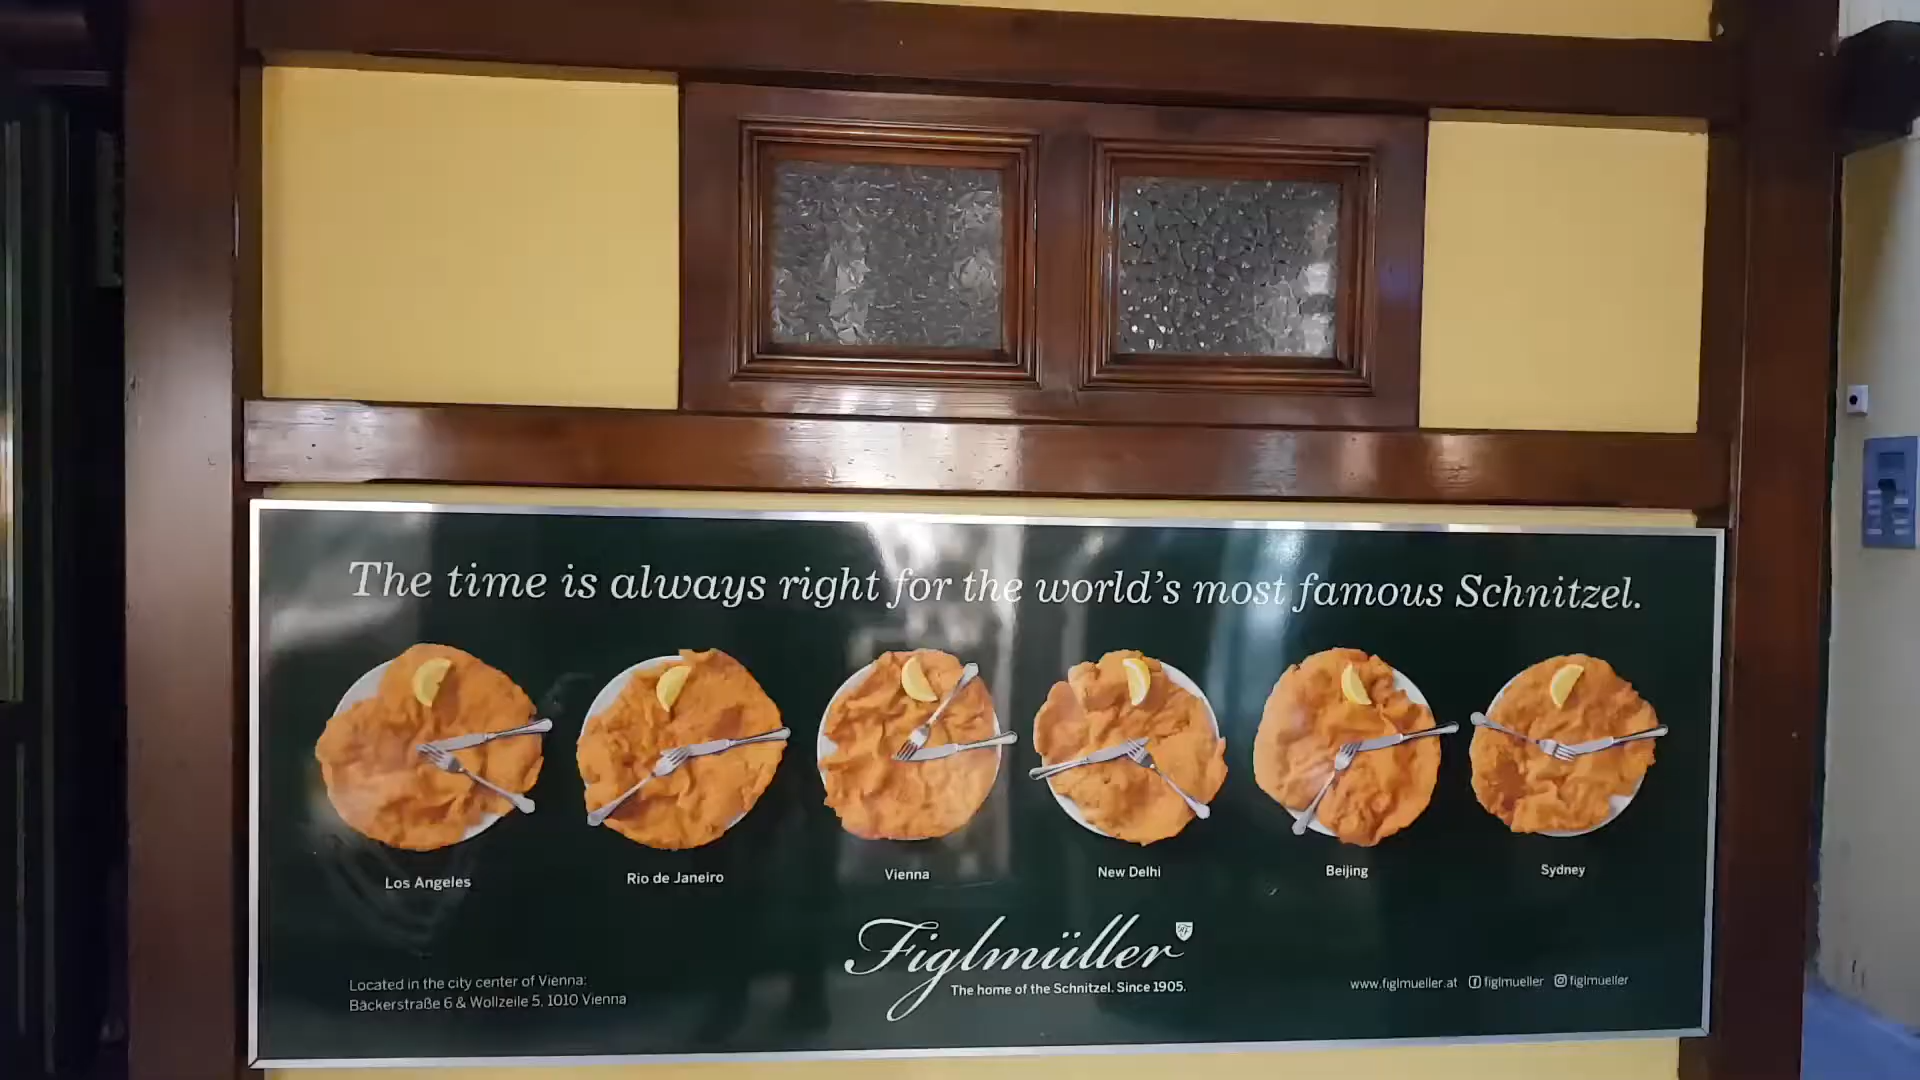 The time is always right for the world's most famous Schnitzel.
Los Angeles
Rio de Janeiro
Vienna
New Delhi
Beijing
Sydney
Figlmüller
The home of the Schnitzel. Since 1905.
Located in the city center of Vienna:
Bäckerstraße 6 & Wollzeile 5, 1010 Vienna
www.figlmueller.at figlmueller figlmueller